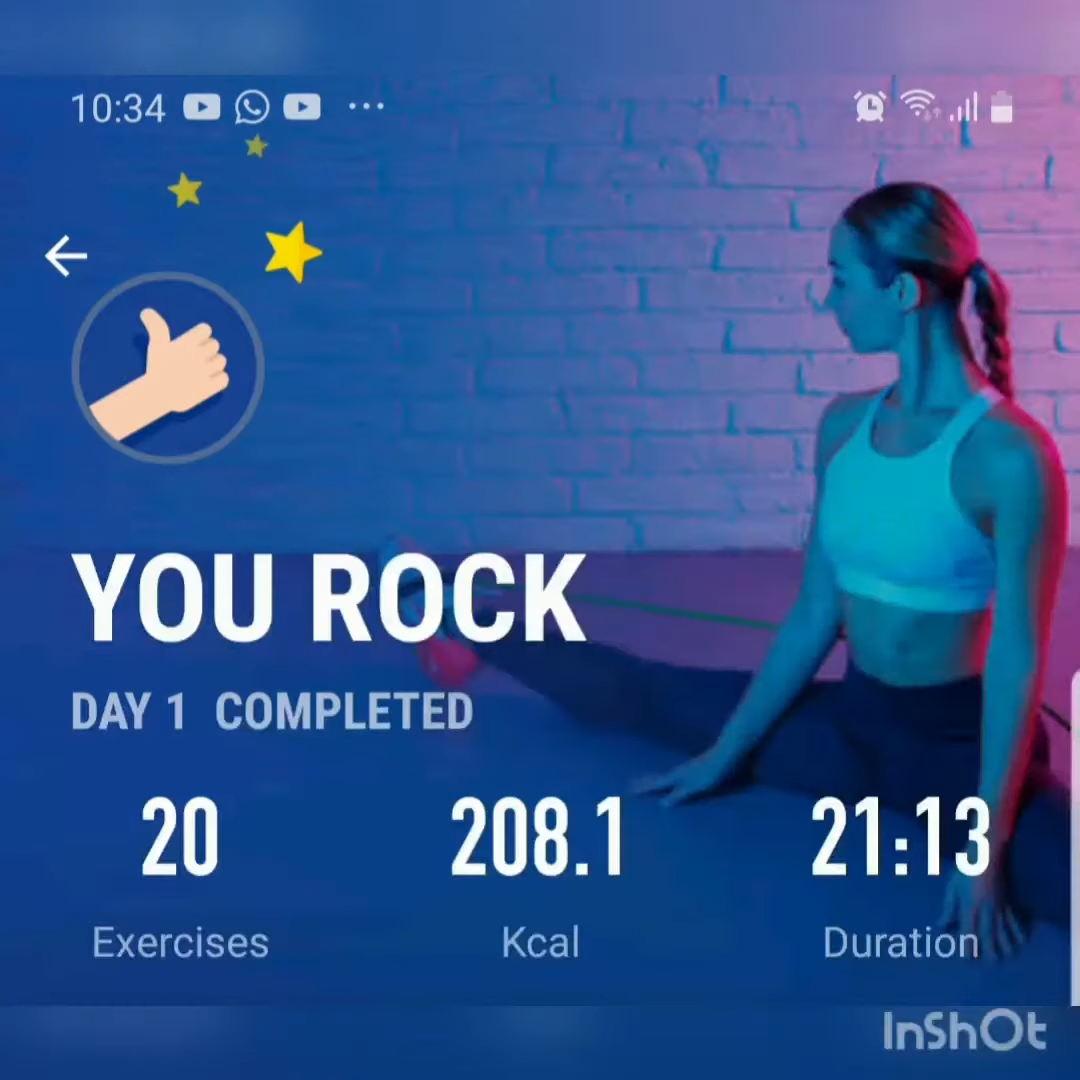 10:34
YOU ROCK
DAY 1 COMPLETED
20 208.1 21:13
Exercises Kcal Duration
InShOt